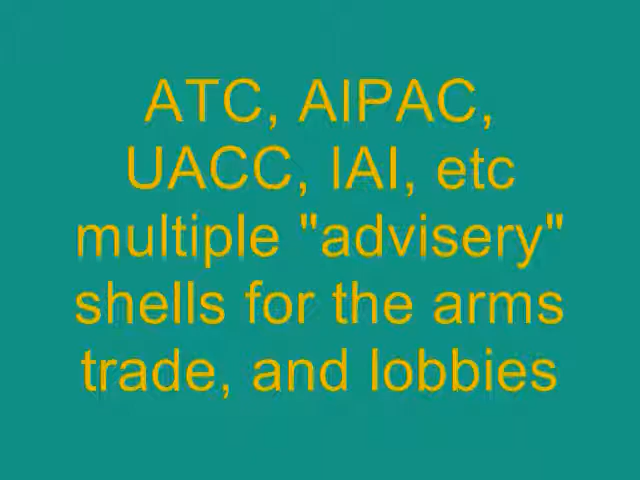 ATC, AIPAC,
UACC, IAI, etc
multiple "advisery"
shells for the arms
trade, and lobbies